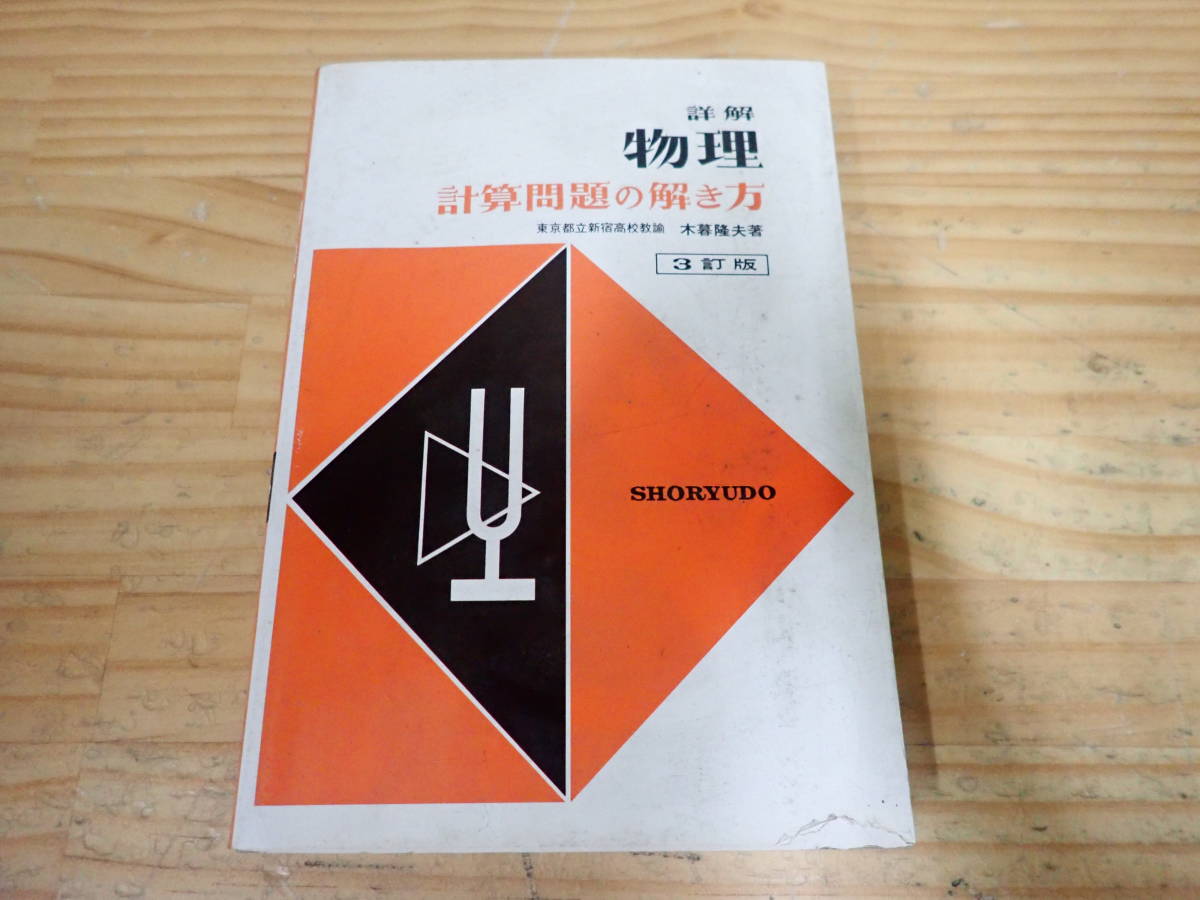 詳解
物理
計算問題の解き方
東京都立新宿高校教諭 木暮隆夫著
3訂版
SHORYUDO